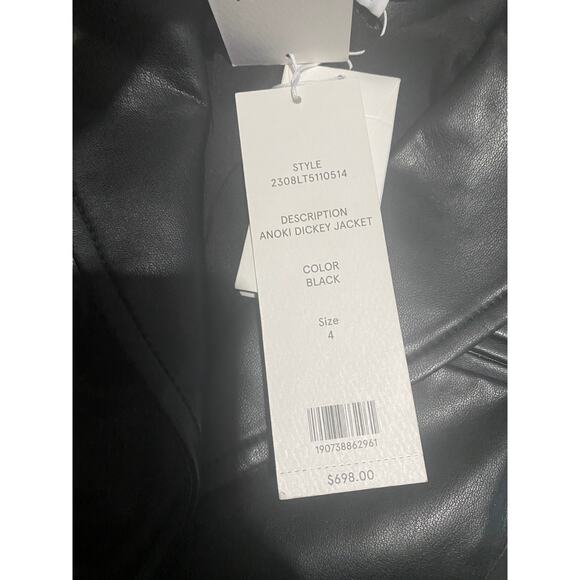 STYLE
2308LT5110514
DESCRIPTION
ANOKI DICKEY JACKET
COLOR
BLACK
Size
4
190738862961
$698.00